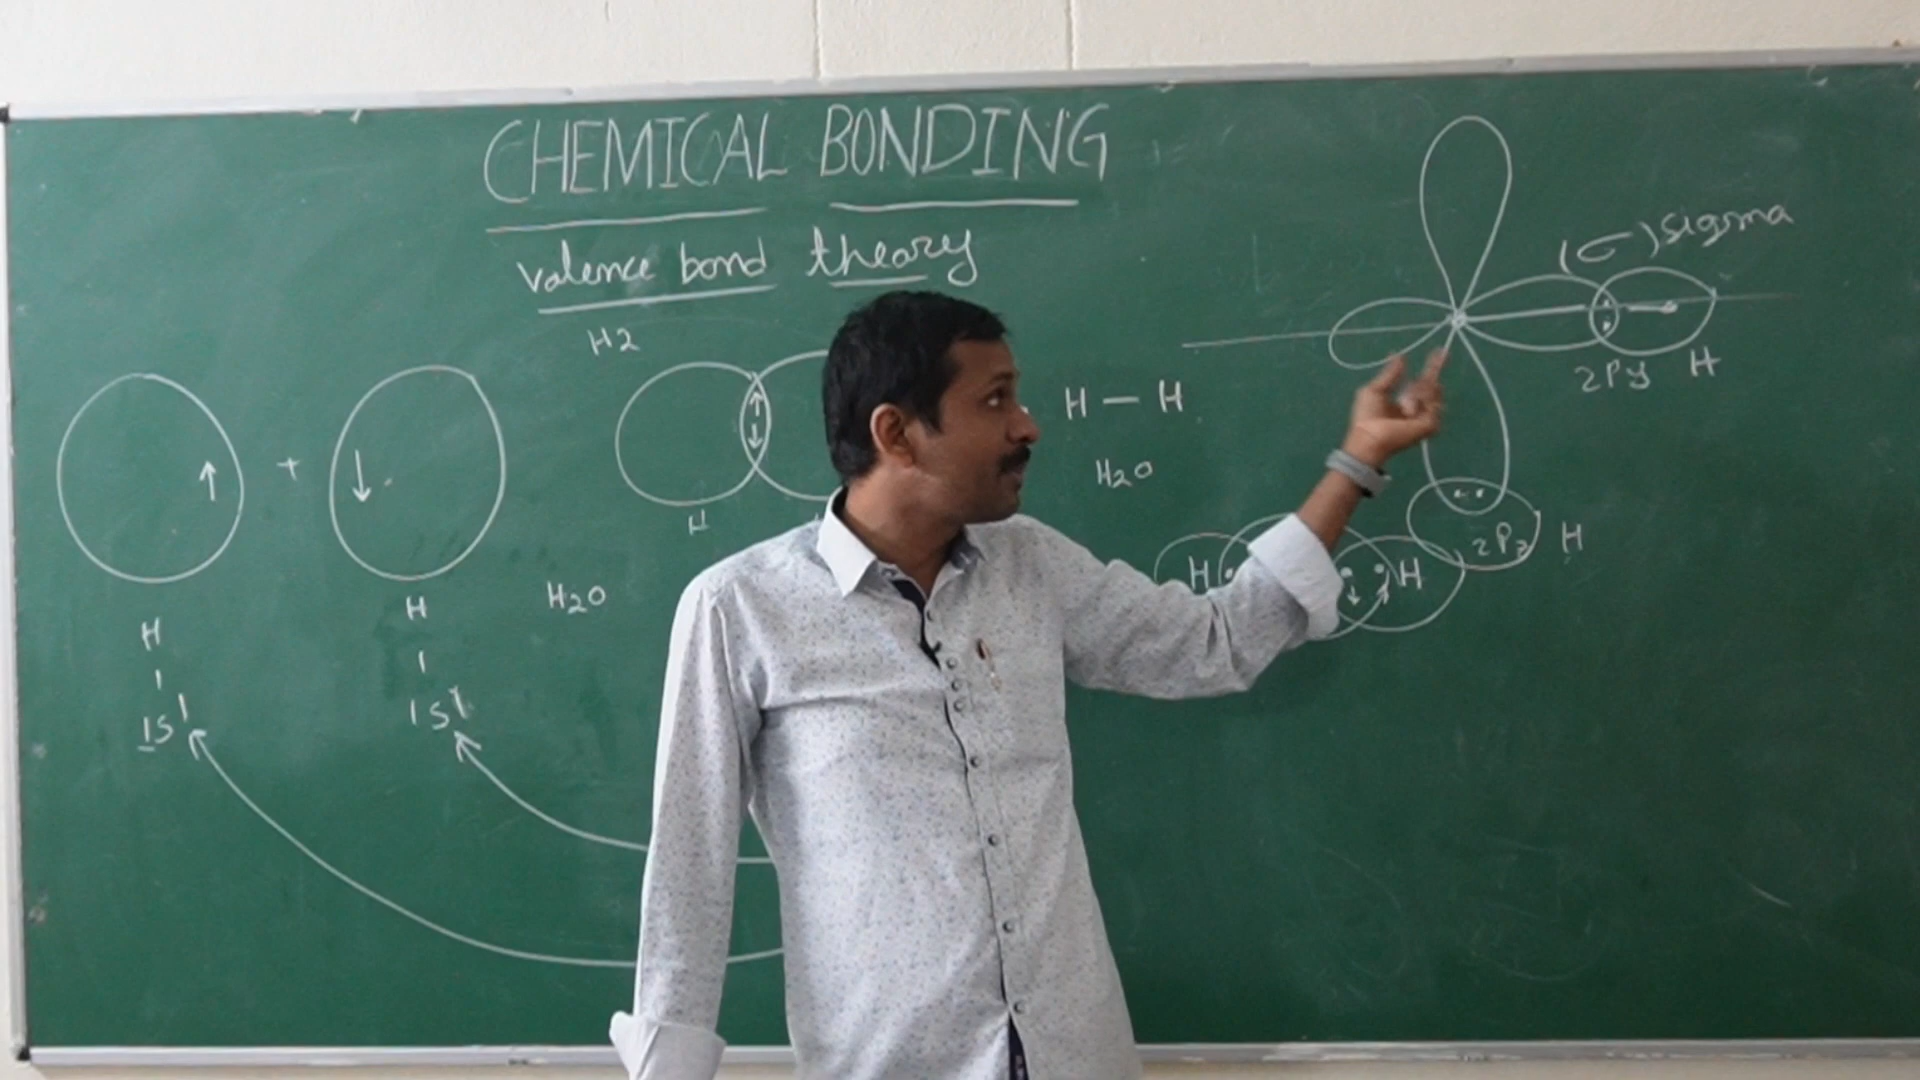 CHEMICAL BONDING
valence bond theory
H2
↑ + ↓
↑
↓
H
H
1s1
H
1s1
H2O
H
H — H
H2O
H
H
(σ) sigma
2Py H
2Pz H